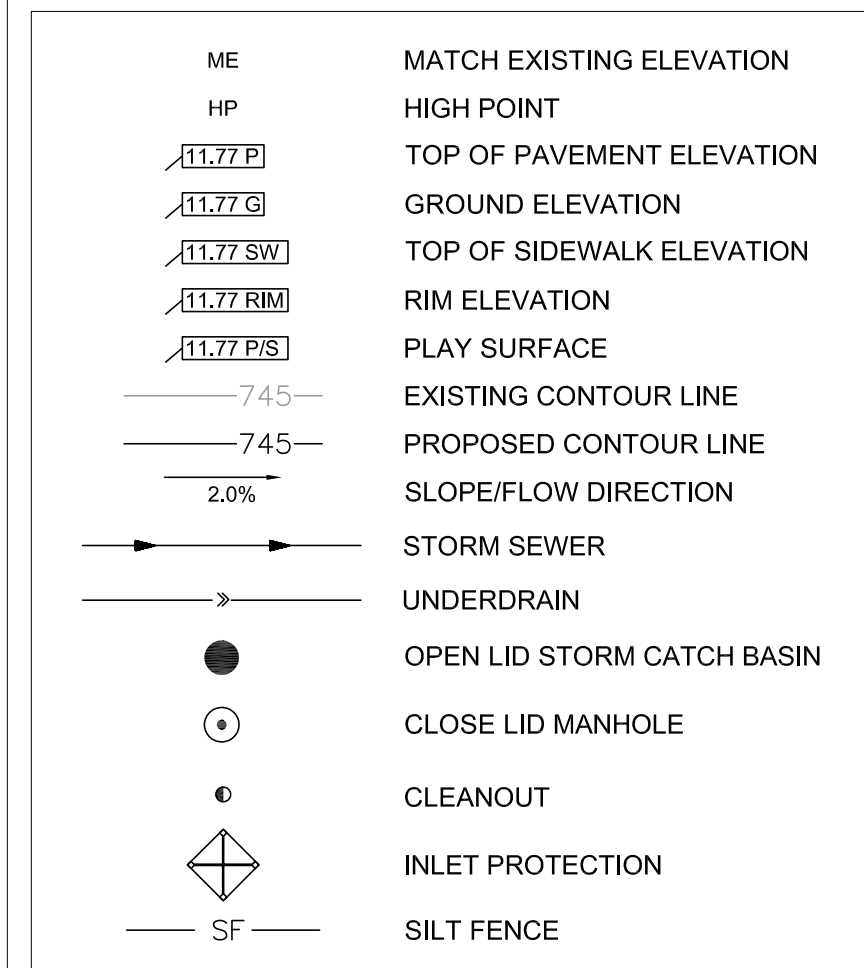 ME MATCH EXISTING ELEVATION
HP HIGH POINT
11.77 P TOP OF PAVEMENT ELEVATION
11.77 G GROUND ELEVATION
11.77 SW TOP OF SIDEWALK ELEVATION
11.77 RIM RIM ELEVATION
11.77 P/S PLAY SURFACE
745 EXISTING CONTOUR LINE
745 PROPOSED CONTOUR LINE
2.0% SLOPE/FLOW DIRECTION
STORM SEWER
UNDERDRAIN
OPEN LID STORM CATCH BASIN
CLOSE LID MANHOLE
CLEANOUT
INLET PROTECTION
SF SILT FENCE